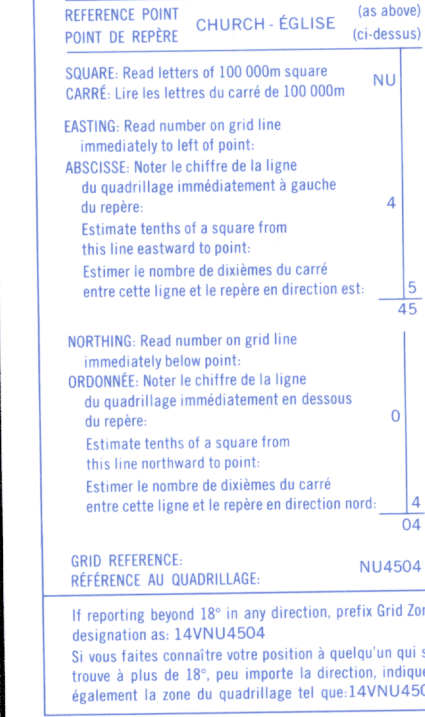 REFERENCE POINT CHURCH - ÉGLISE (as above)
POINT DE REPÈRE (ci-dessus)
SQUARE: Read letters of 100 000m square NU
CARRÉ: Lire les lettres du carré de 100 000m
EASTING: Read number on grid line
immediately to left of point:
ABSCISSE: Noter le chiffre de la ligne
du quadrillage immédiatement à gauche
du repère: 4
Estimate tenths of a square from
this line eastward to point:
Estimer le nombre de dixièmes du carré
entre cette ligne et le repère en direction est: 5
45
NORTHING: Read number on grid line
immediately below point:
ORDONNÉE: Noter le chiffre de la ligne
du quadrillage immédiatement en dessous
du repère: 0
Estimate tenths of a square from
this line northward to point:
Estimer le nombre de dixièmes du carré
entre cette ligne et le repère en direction nord: 4
04
GRID REFERENCE: NU4504
RÉFÉRENCE AU QUADRILLAGE:
If reporting beyond 18° in any direction, prefix Grid
designation as: 14VNU4504
Si vous faites connaître votre position à quelqu'un qui
trouve à plus de 18°, peu importe la direction,
également la zone du quadrillage tel que: